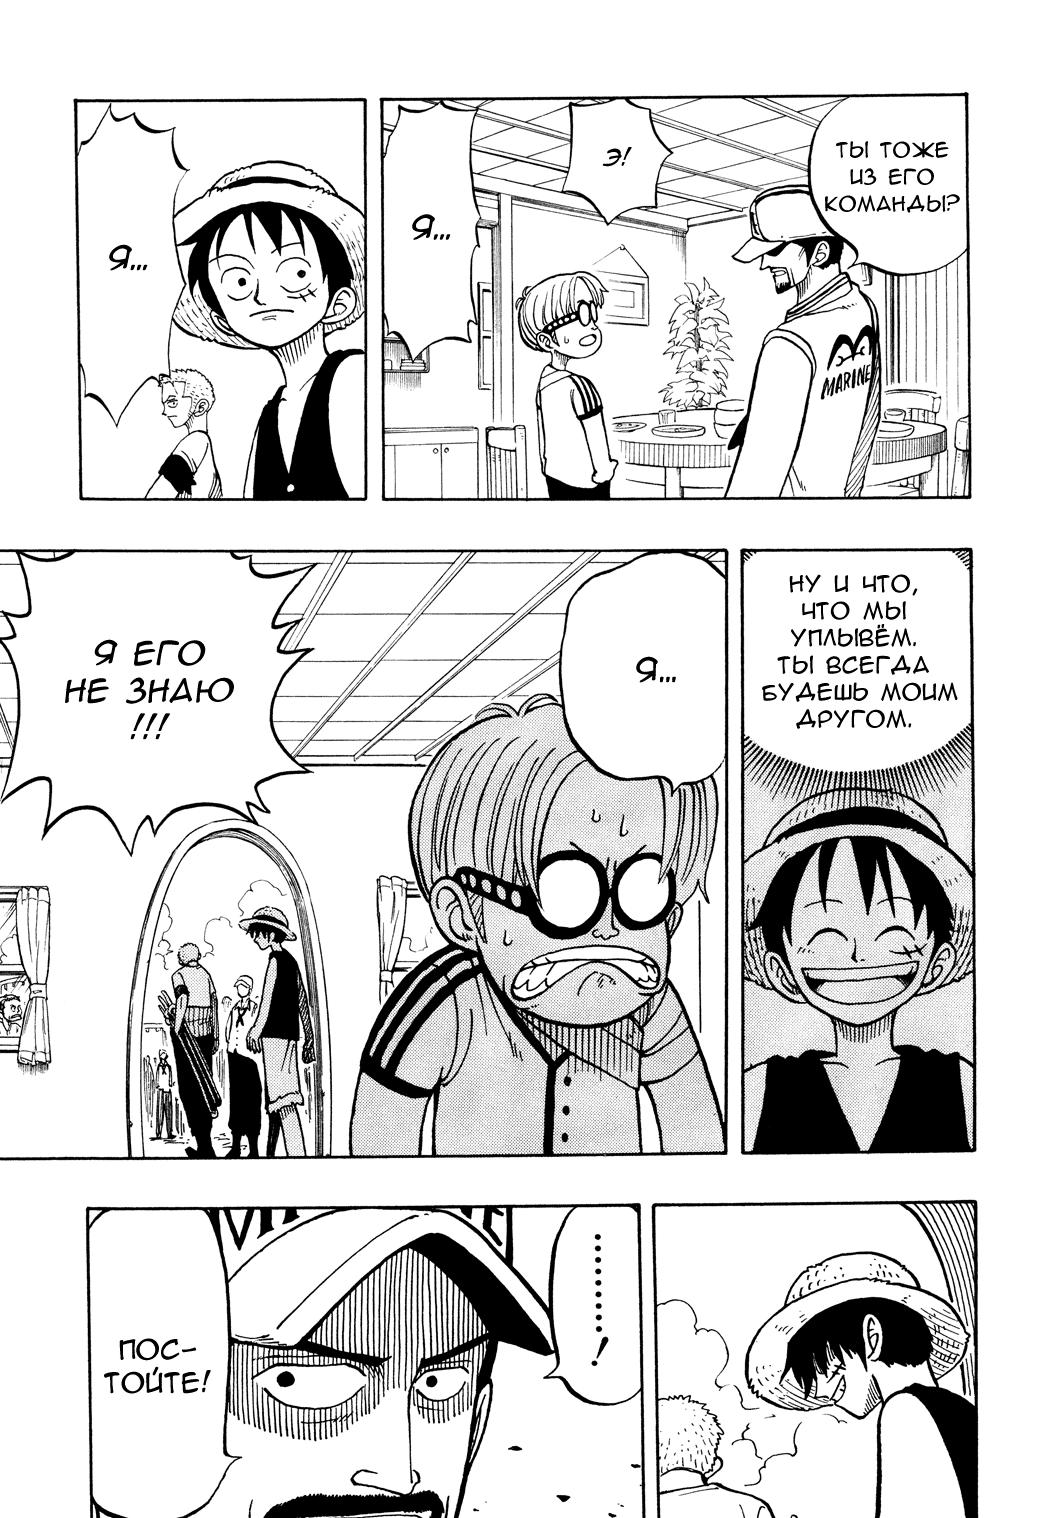 ТЫ ТОЖЕ
ИЗ ЕГО
КОМАНДЫ?
Э!
Я...
MARINE
Я...
НУ И ЧТО,
ЧТО МЫ
УПЛЫВЁМ.
ТЫ ВСЕГДА
БУДЕШЬ МОИМ
ДРУГОМ.
Я...
Я ЕГО
НЕ ЗНАЮ
!!!
.......!
ПОС-
ТОЙТЕ!